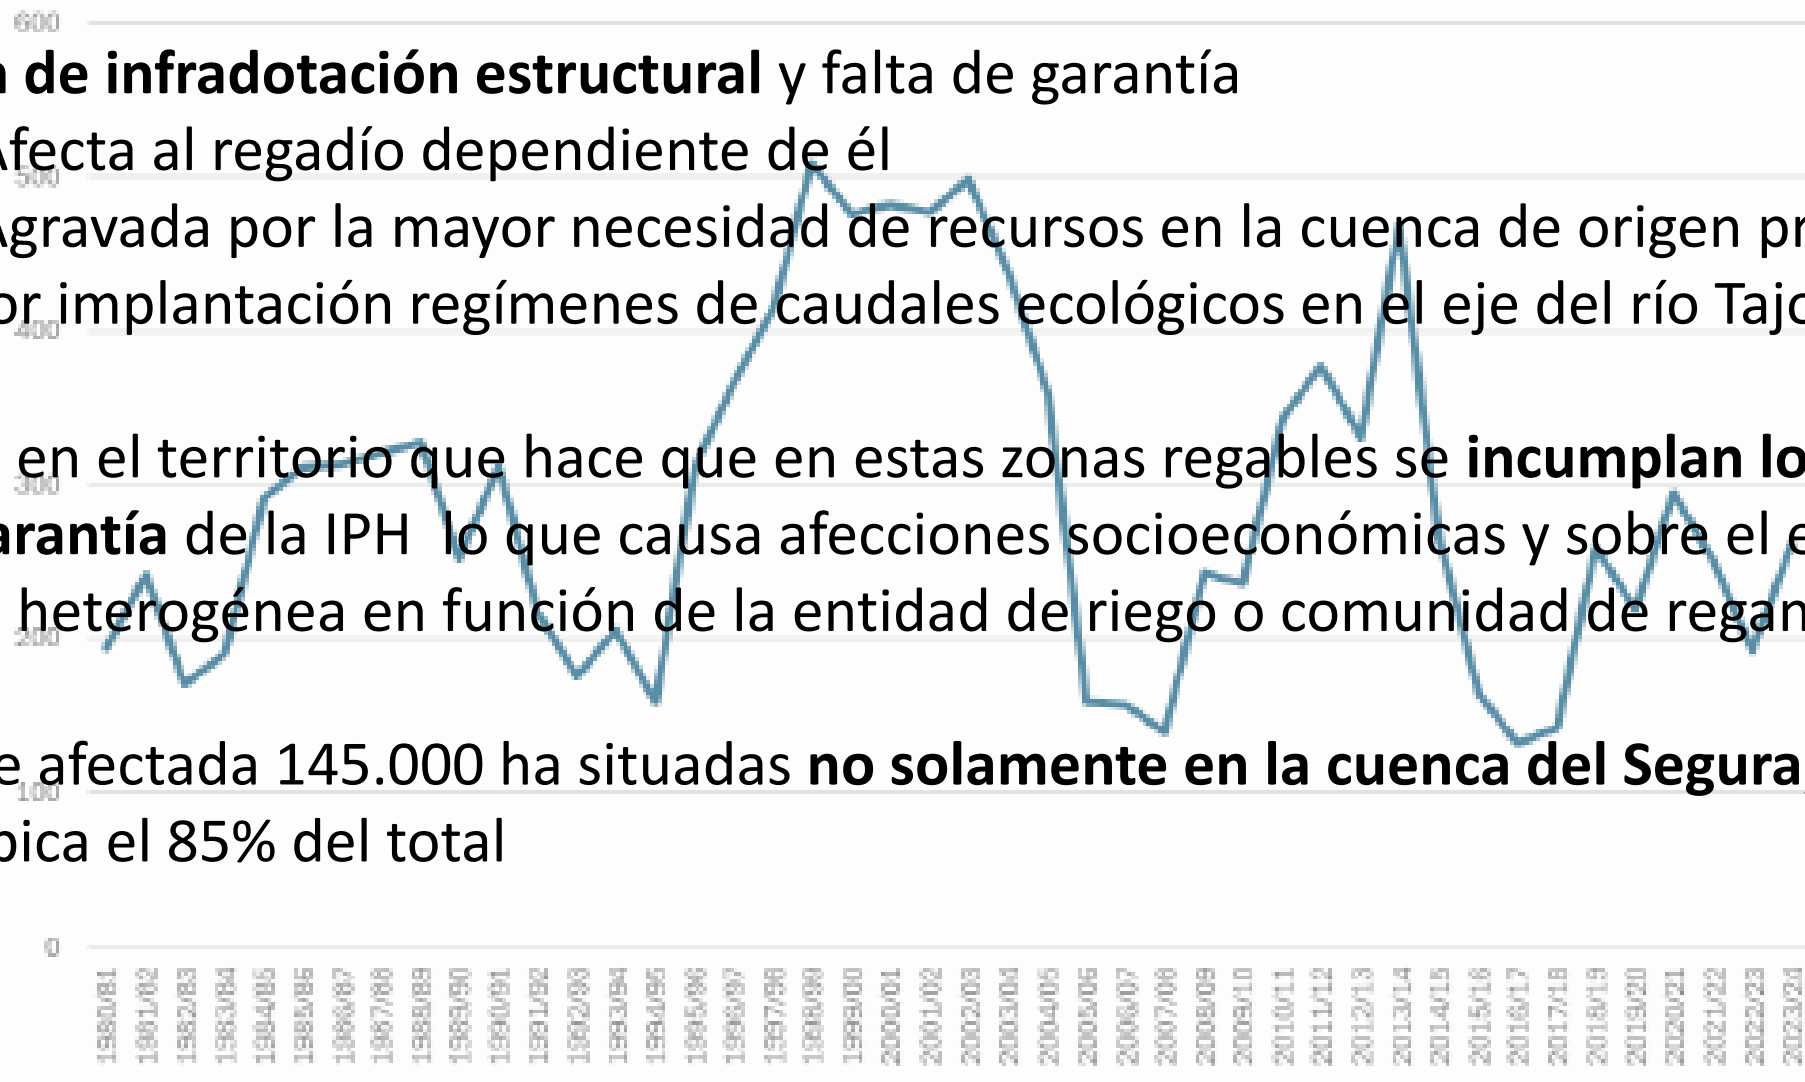 600
de infradotación estructural y falta de garantía
Afecta al regadío dependiente de él
500
Agravada por la mayor necesidad de recursos en la cuenca de origen
or implantación regímenes de caudales ecológicos en el eje del río Tajo
400
en el territorio que hace que en estas zonas regables se incumplan lo
300
arantía de la IPH lo que causa afecciones socioeconómicas y sobre el e
heterogénea en función de la entidad de riego o comunidad de regan
200
e afectada 145.000 ha situadas no solamente en la cuenca del Segura,
100
bica el 85% del total
0
1980/81 1981/82 1982/83 1983/84 1984/85 1985/86 1986/87 1987/88 1988/89 1989/90 1990/91 1991/92 1992/93 1993/94 1994/95 1995/96 1996/97 1997/98 1998/99 1999/00 2000/01 2001/02 2002/03 2003/04 2004/05 2005/06 2006/07 2007/08 2008/09 2009/10 2010/11 2011/12 2012/13 2013/14 2014/15 2015/16 2016/17 2017/18 2018/19 2019/20 2020/21 2021/22 2022/23 2023/24